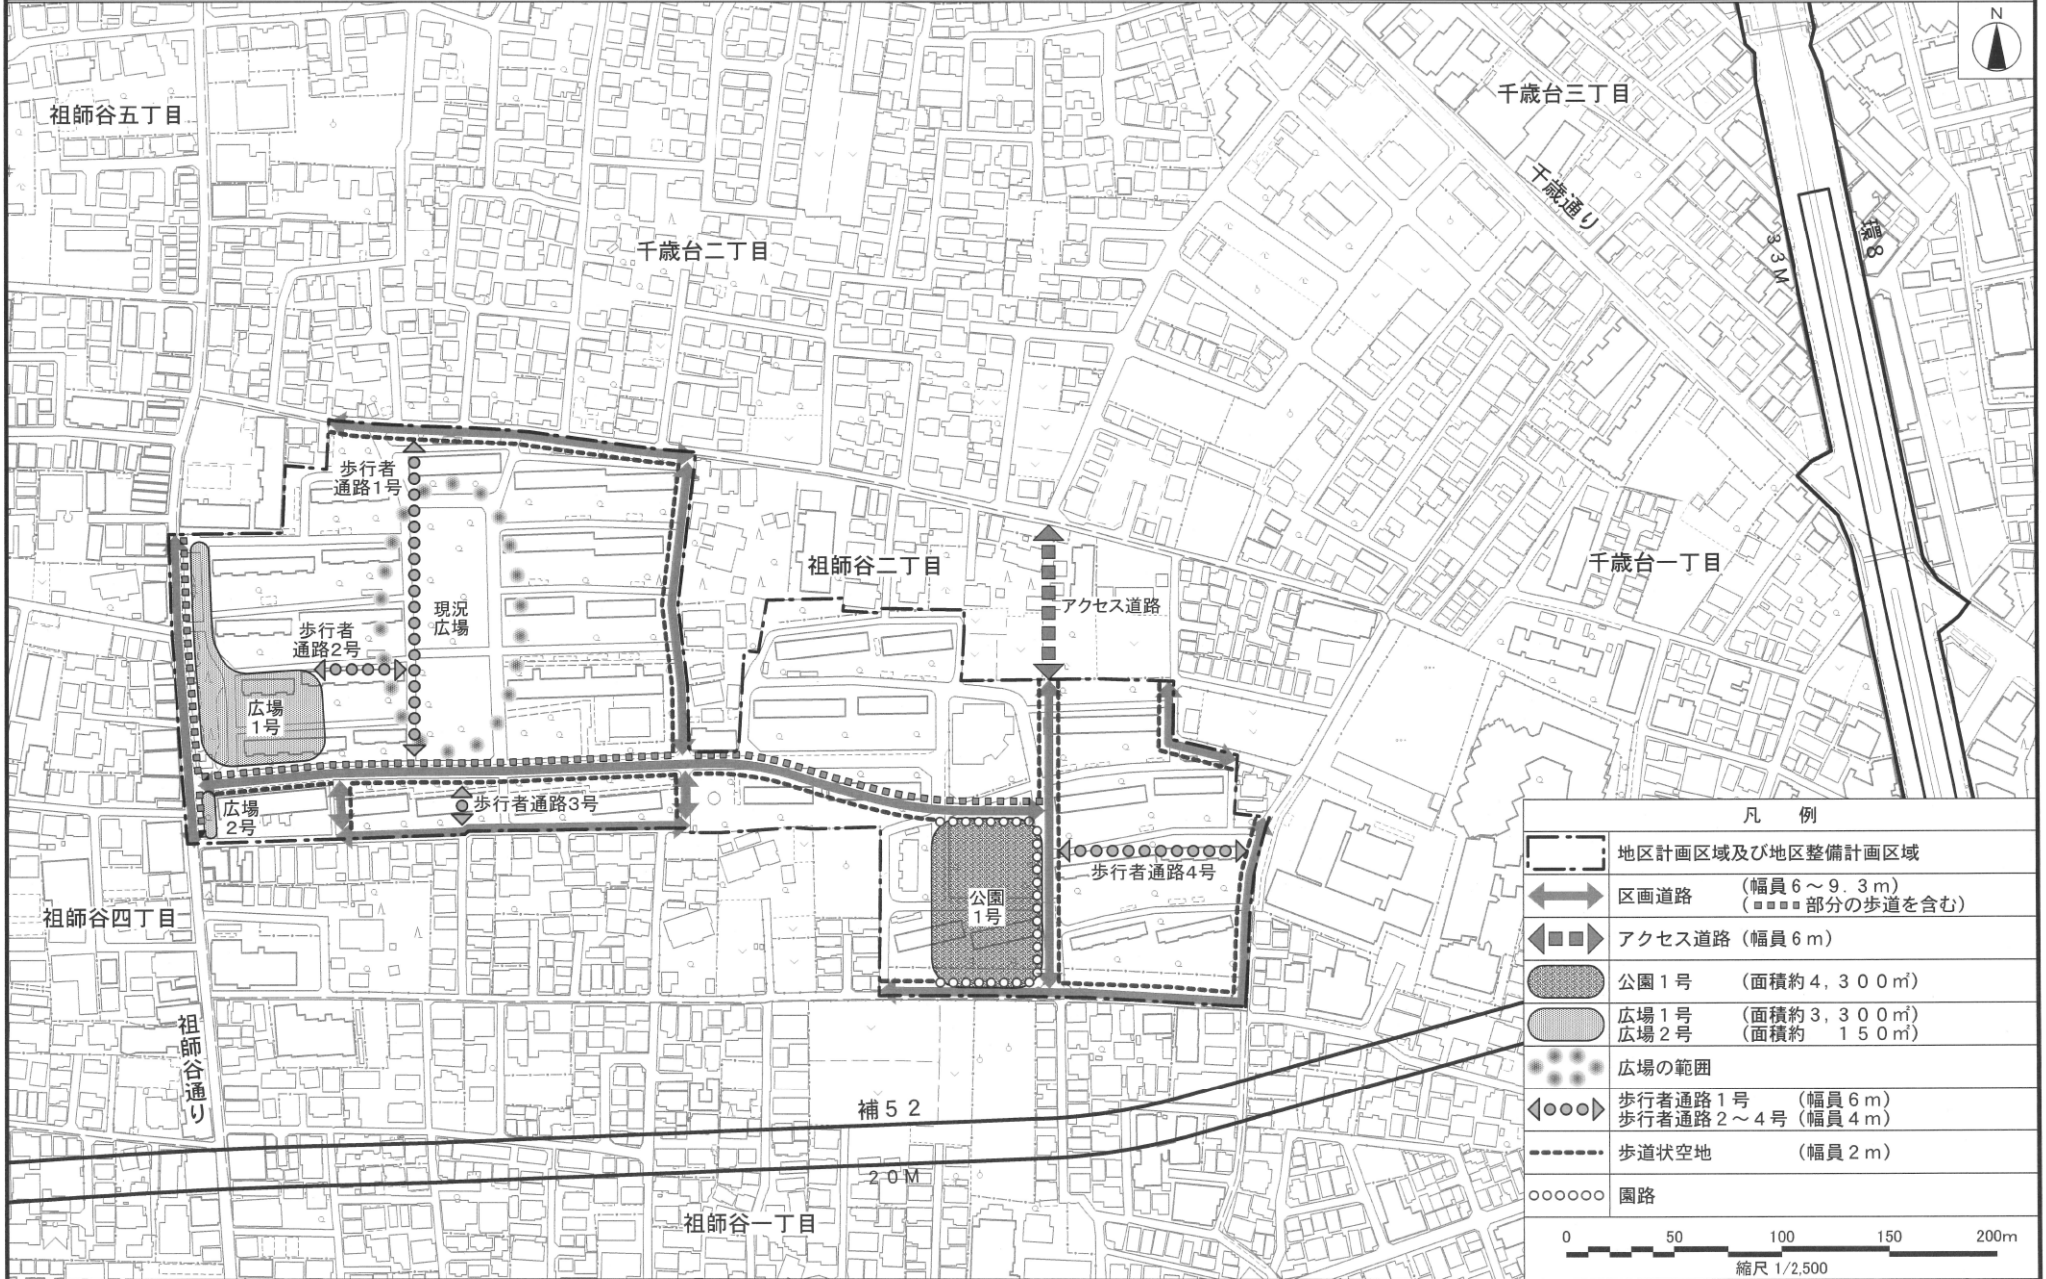 N
祖師谷五丁目
千歳台三丁目
千歳通り
環8
33M
千歳台二丁目
歩行者
通路1号
祖師谷二丁目
千歳台一丁目
アクセス道路
現況
広場
歩行者
通路2号
広場
1号
広場
2号
歩行者通路3号
歩行者通路4号
公園
1号
祖師谷四丁目
祖師谷通り
補52
20M
祖師谷一丁目
凡 例
地区計画区域及び地区整備計画区域
区画道路 (幅員6~9.3m)
(部分の歩道を含む)
アクセス道路(幅員6m)
公園1号 (面積約4,300㎡)
広場1号 (面積約3,300㎡)
広場2号 (面積約 150㎡)
広場の範囲
歩行者通路1号 (幅員6m)
歩行者通路2~4号(幅員4m)
歩道状空地 (幅員2m)
園路
0 50 100 150 200m
縮尺 1/2,500